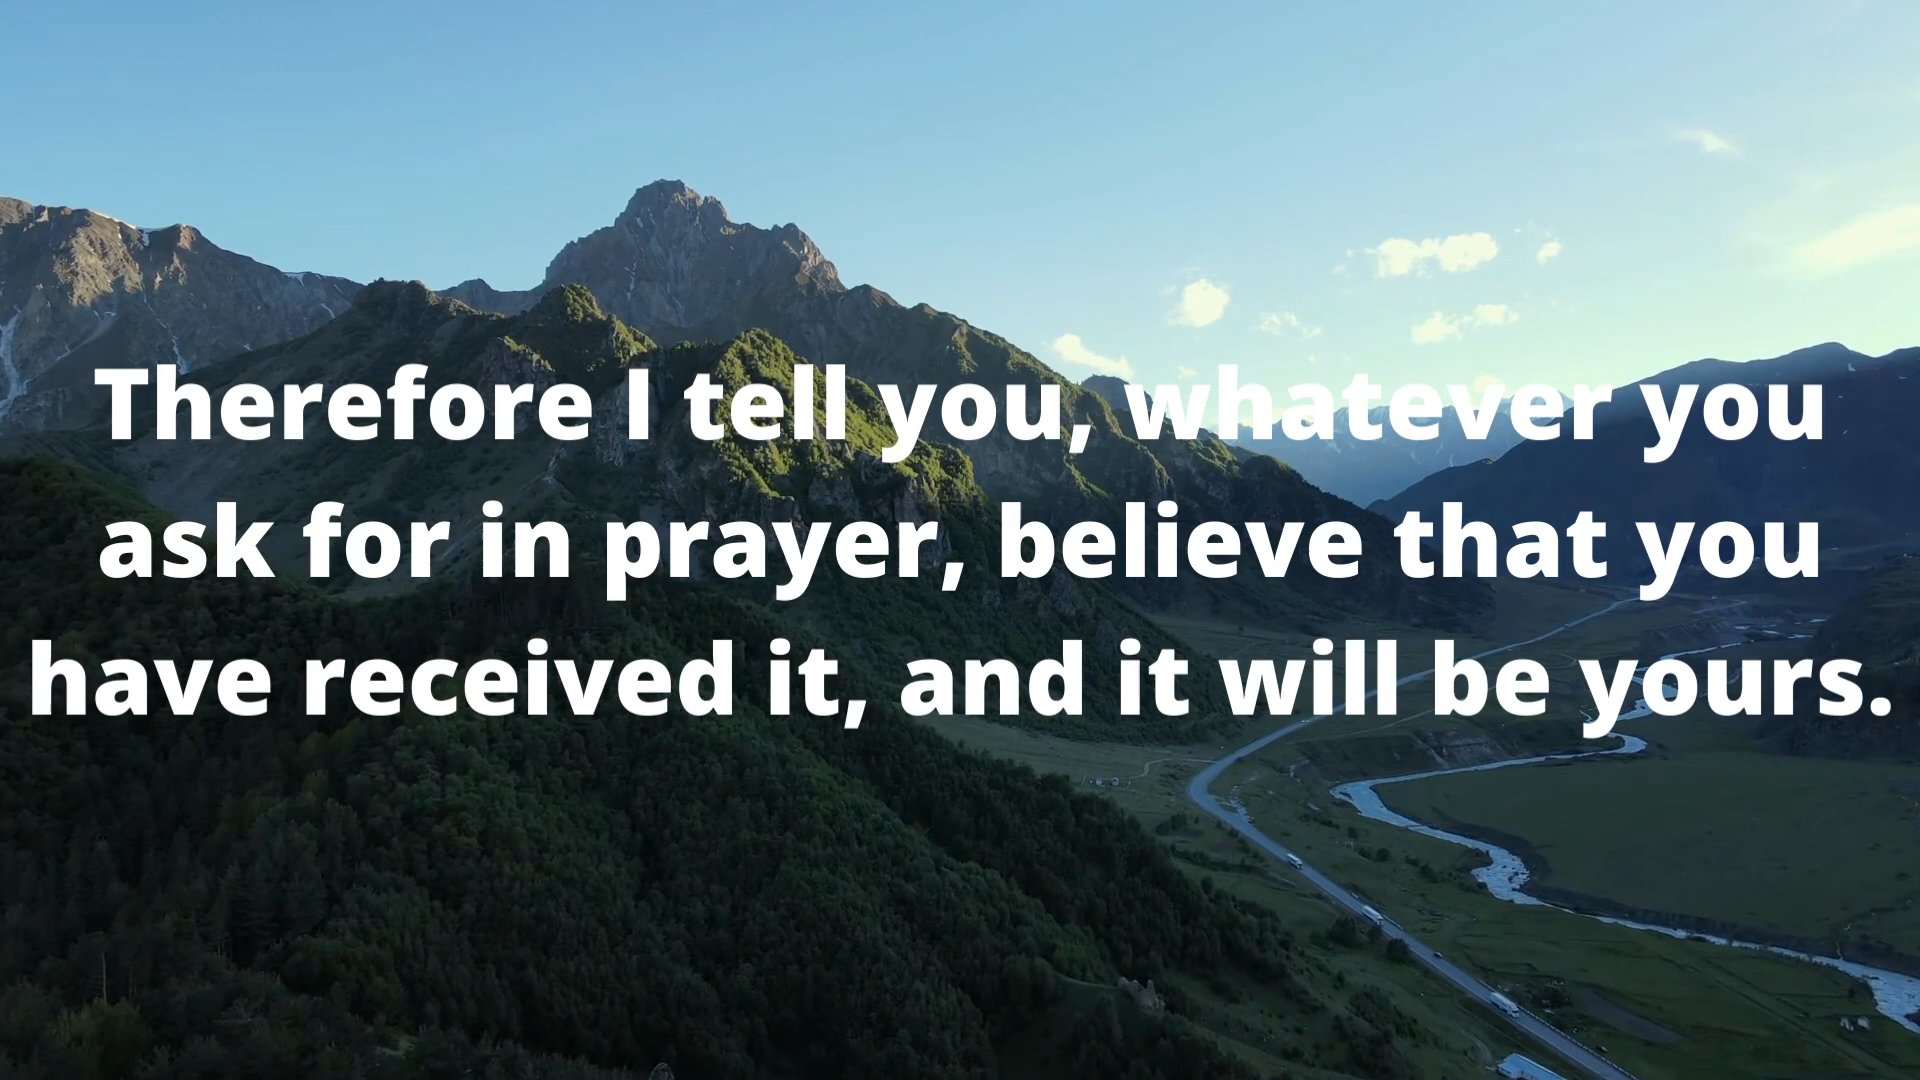 Therefore I tell you, whatever you
ask for in prayer, believe that you
have received it, and it will be yours.